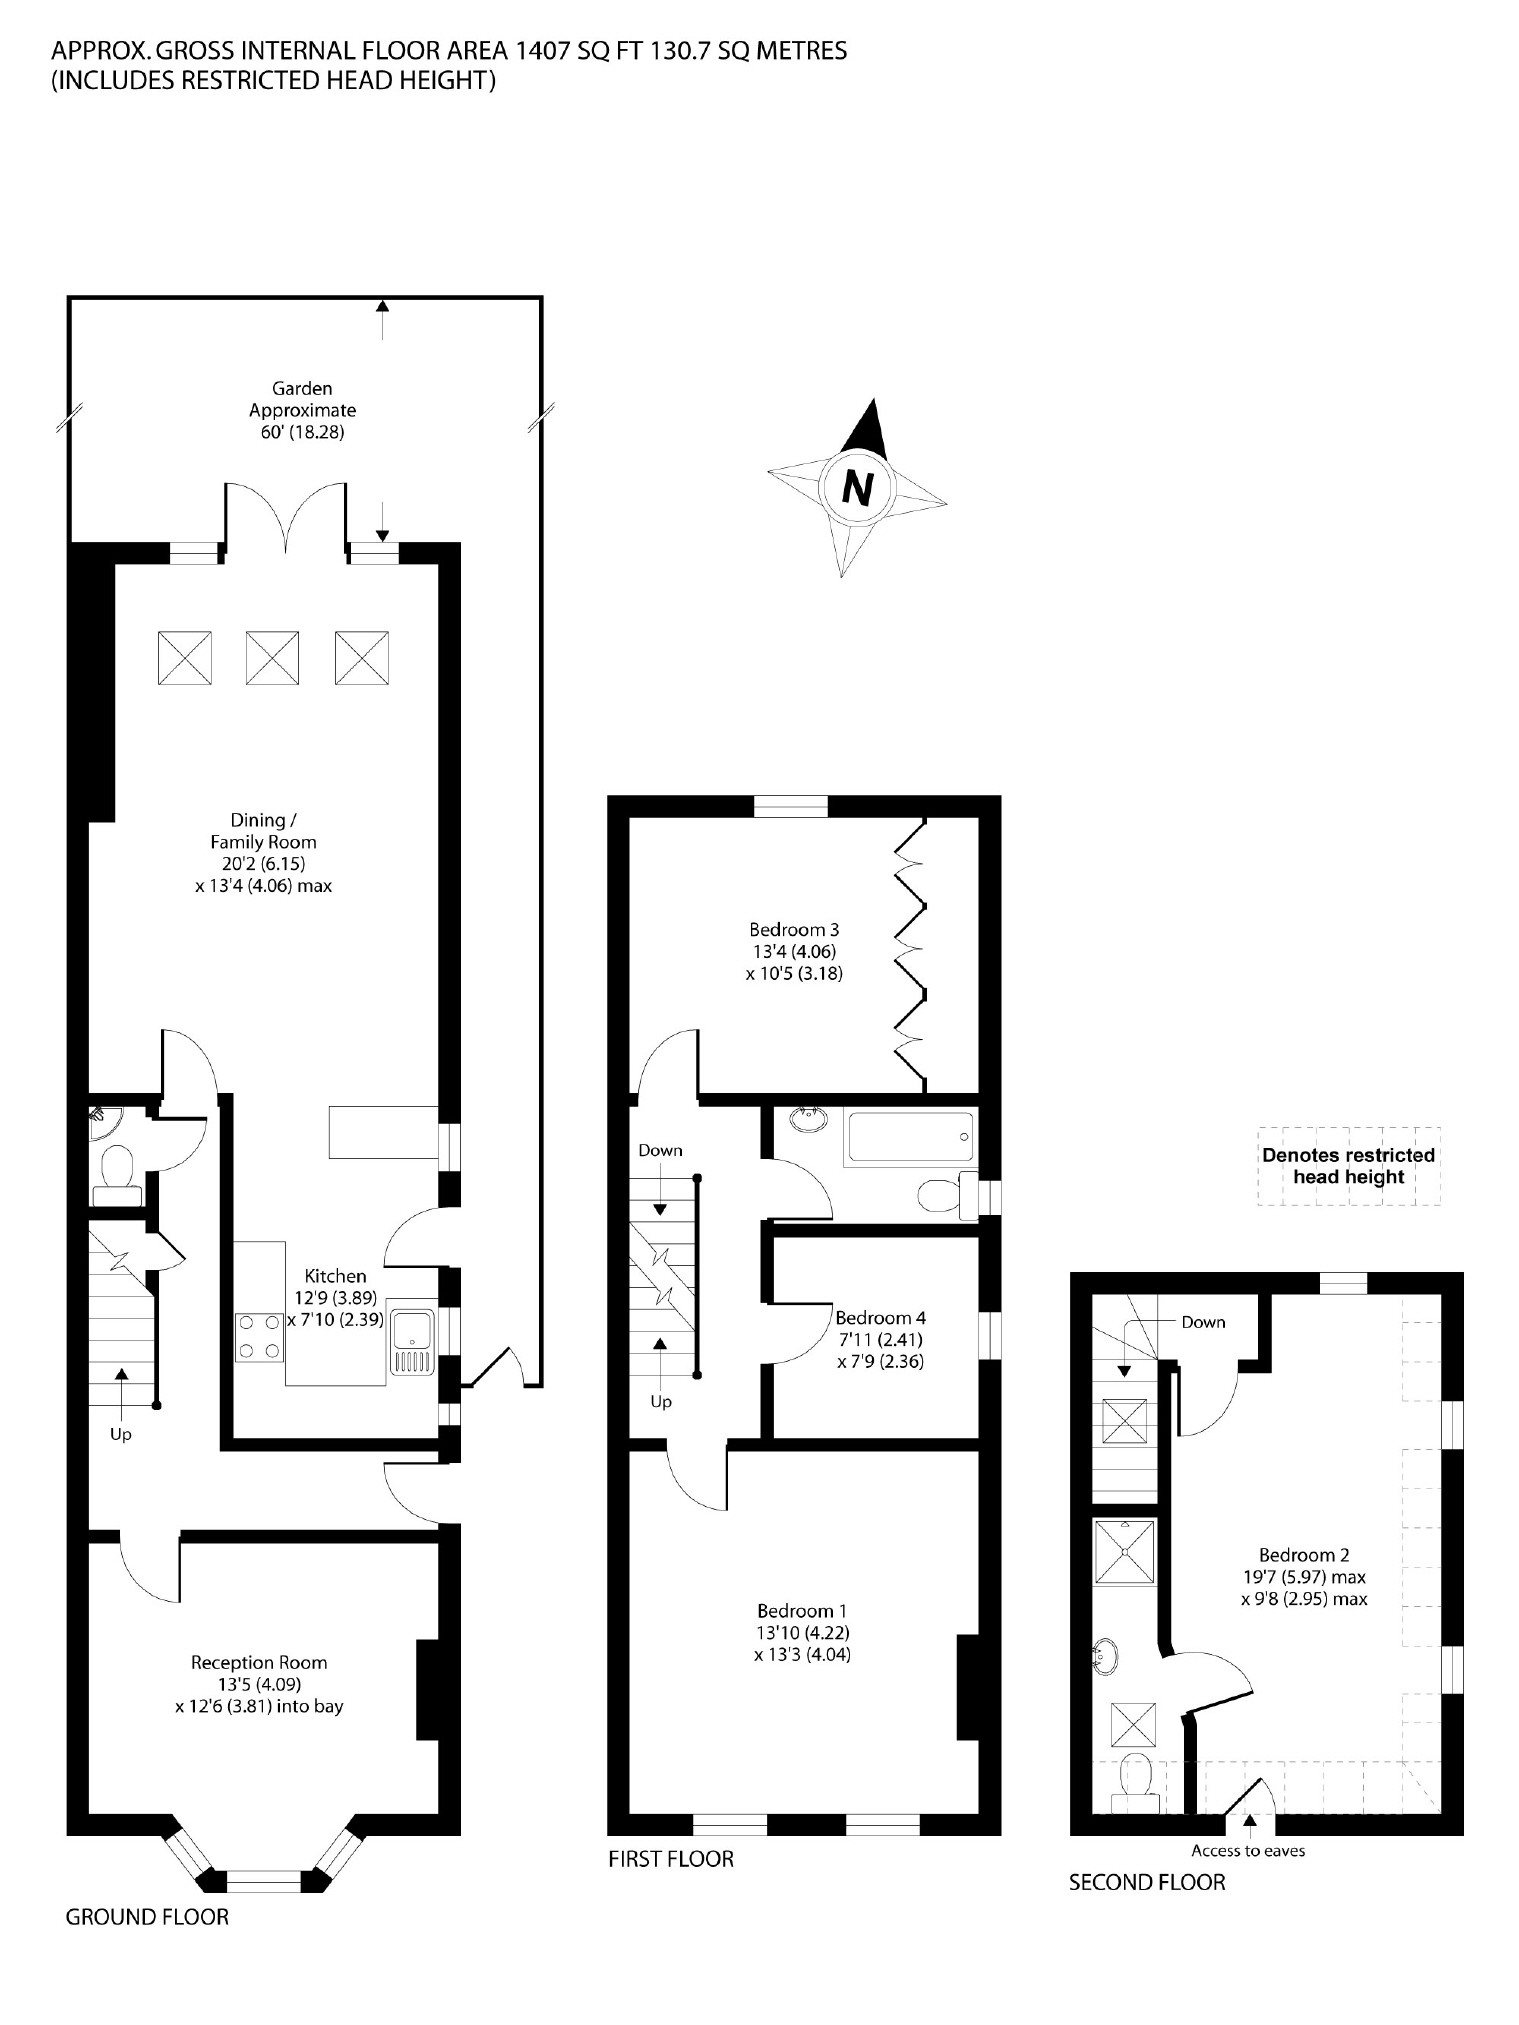 APPROX. GROSS INTERNAL FLOOR AREA 1407 SQ FT 130.7 SQ METRES
(INCLUDES RESTRICTED HEAD HEIGHT)
Garden
Approximate
60' (18.28)
N
Dining /
Family Room
20'2 (6.15)
x 13'4 (4.06) max
Kitchen
12'9 (3.89)
x 7'10 (2.39)
Up
Reception Room
13'5 (4.09)
x 12'6 (3.81) into bay
GROUND FLOOR
Bedroom 3
13'4 (4.06)
x 10'5 (3.18)
Down
Bedroom 4
7'11 (2.41)
x 7'9 (2.36)
Up
Bedroom 1
13'10 (4.22)
x 13'3 (4.04)
FIRST FLOOR
Denotes restricted
head height
Down
Bedroom 2
19'7 (5.97) max
x 9'8 (2.95) max
Access to eaves
SECOND FLOOR